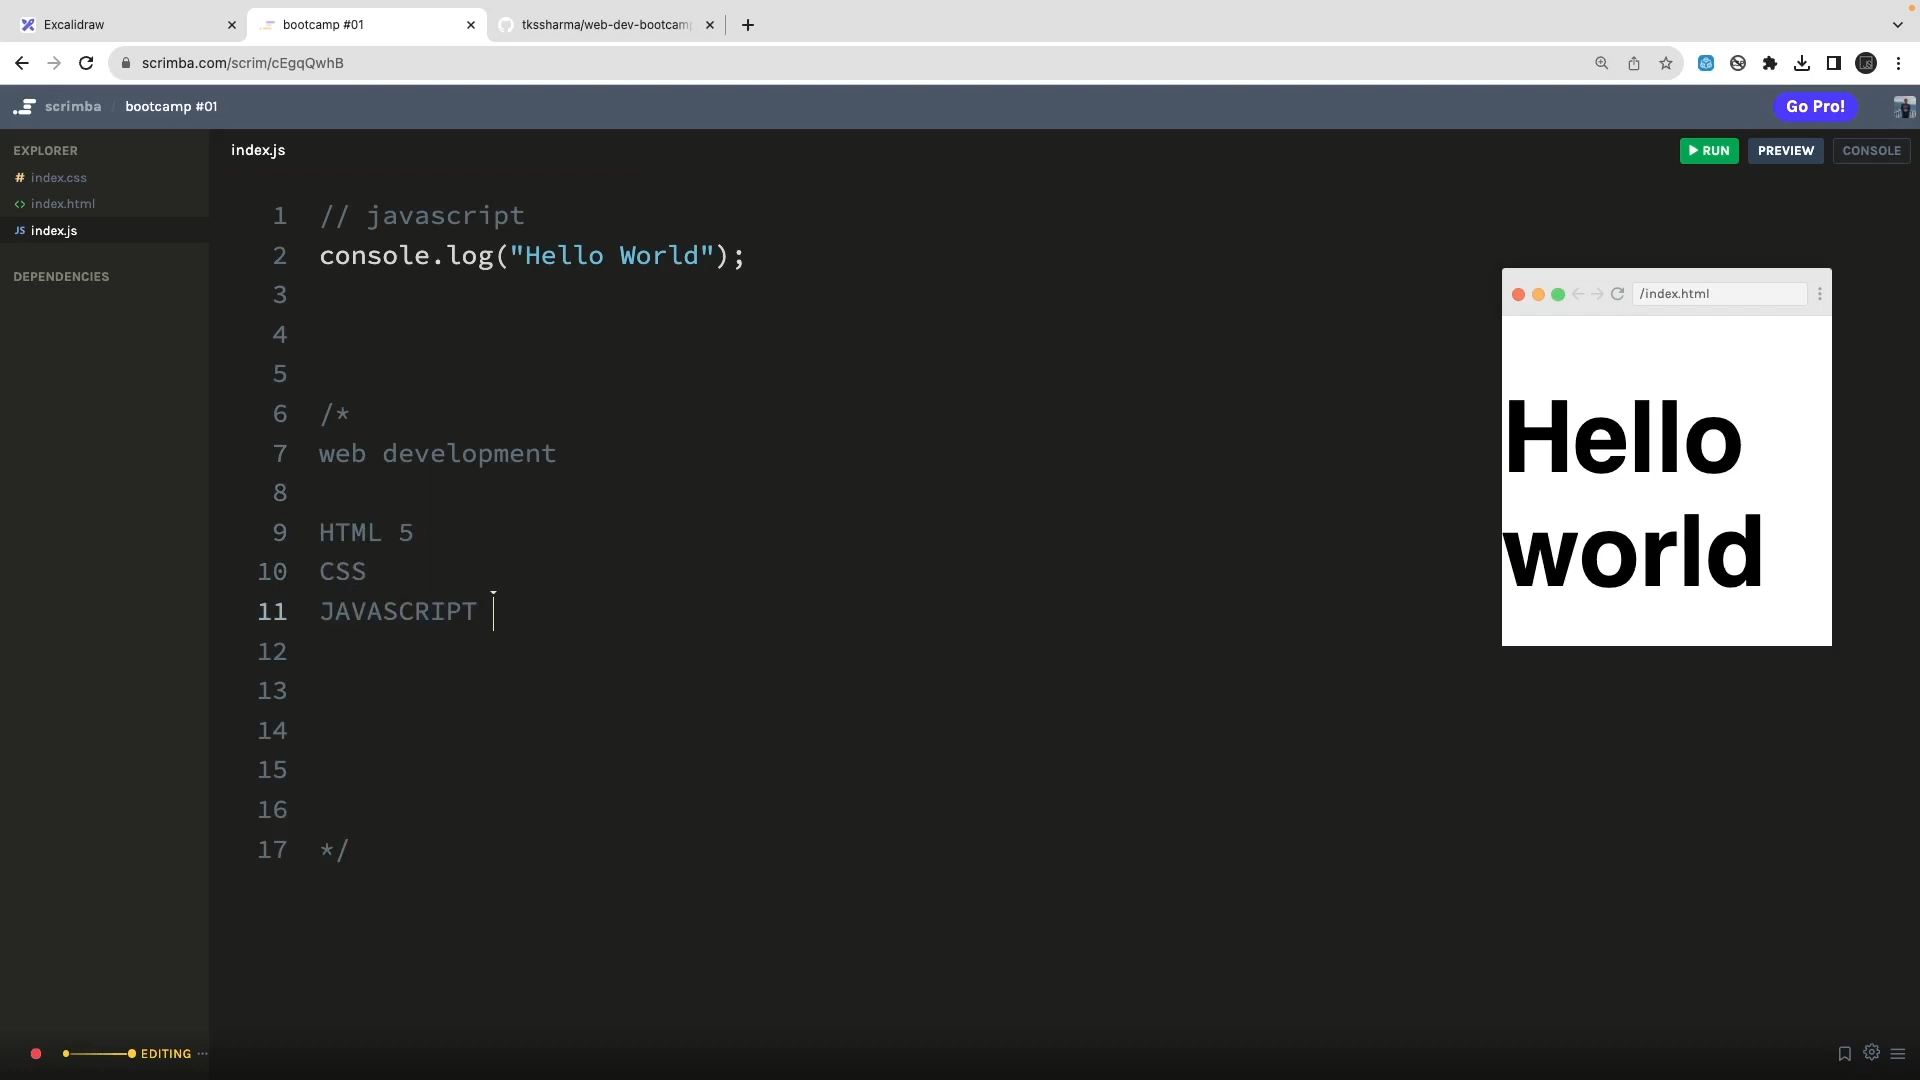 Excalidraw
bootcamp #01
tkssharma/web-dev-bootcamp
scrimba.com/scrim/cEgqQwhB
scrimba
bootcamp #01
Go Pro!
EXPLORER
# index.css
<> index.html
JS index.js
DEPENDENCIES
index.js
RUN
PREVIEW
CONSOLE
1 // javascript
2 console.log("Hello World");
3
4
5
6 /*
7 web development
8
9 HTML 5
10 CSS
11 JAVASCRIPT
12
13
14
15
16
17 */
/index.html
Hello
world
EDITING ...